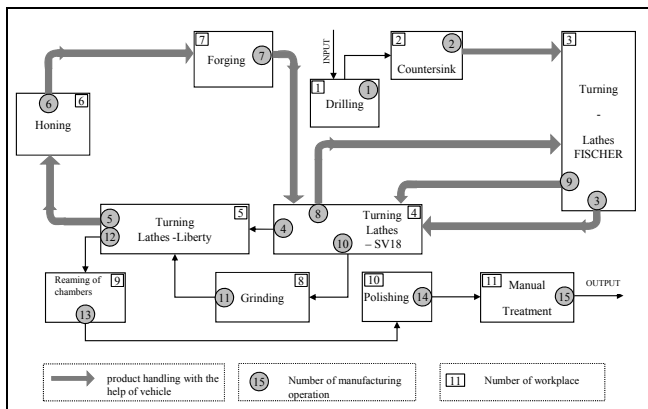 7
7
Forging
INPUT
2
2
Countersink
3
Turning
-
Lathes
FISCHER
9
3
1
1
Drilling
6
6
Honing
5
5
12
Turning
Lathes -Liberty
4
8
4
Turning
Lathes
– SV18
10
Reaming of
chambers
9
13
8
11
Grinding
10
Polishing
14
11
Manual
Treatment
15
OUTPUT
product handling with the
help of vehicle
15
Number of manufacturing
operation
11
Number of workplace